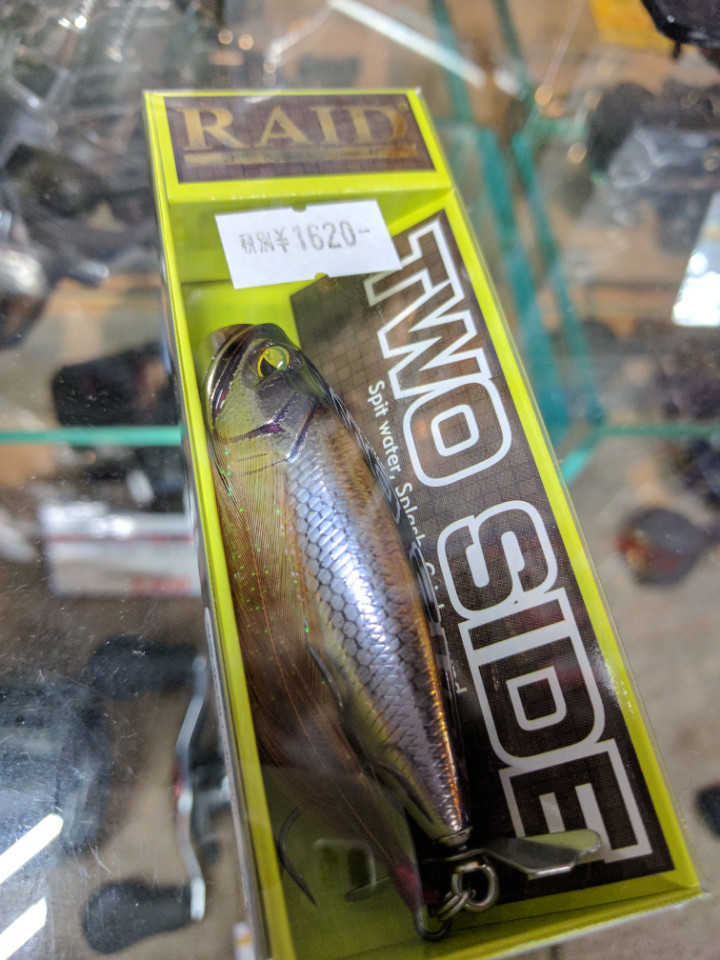 RAID
税別¥1620-
TWO SIDE
Spit water, Splash